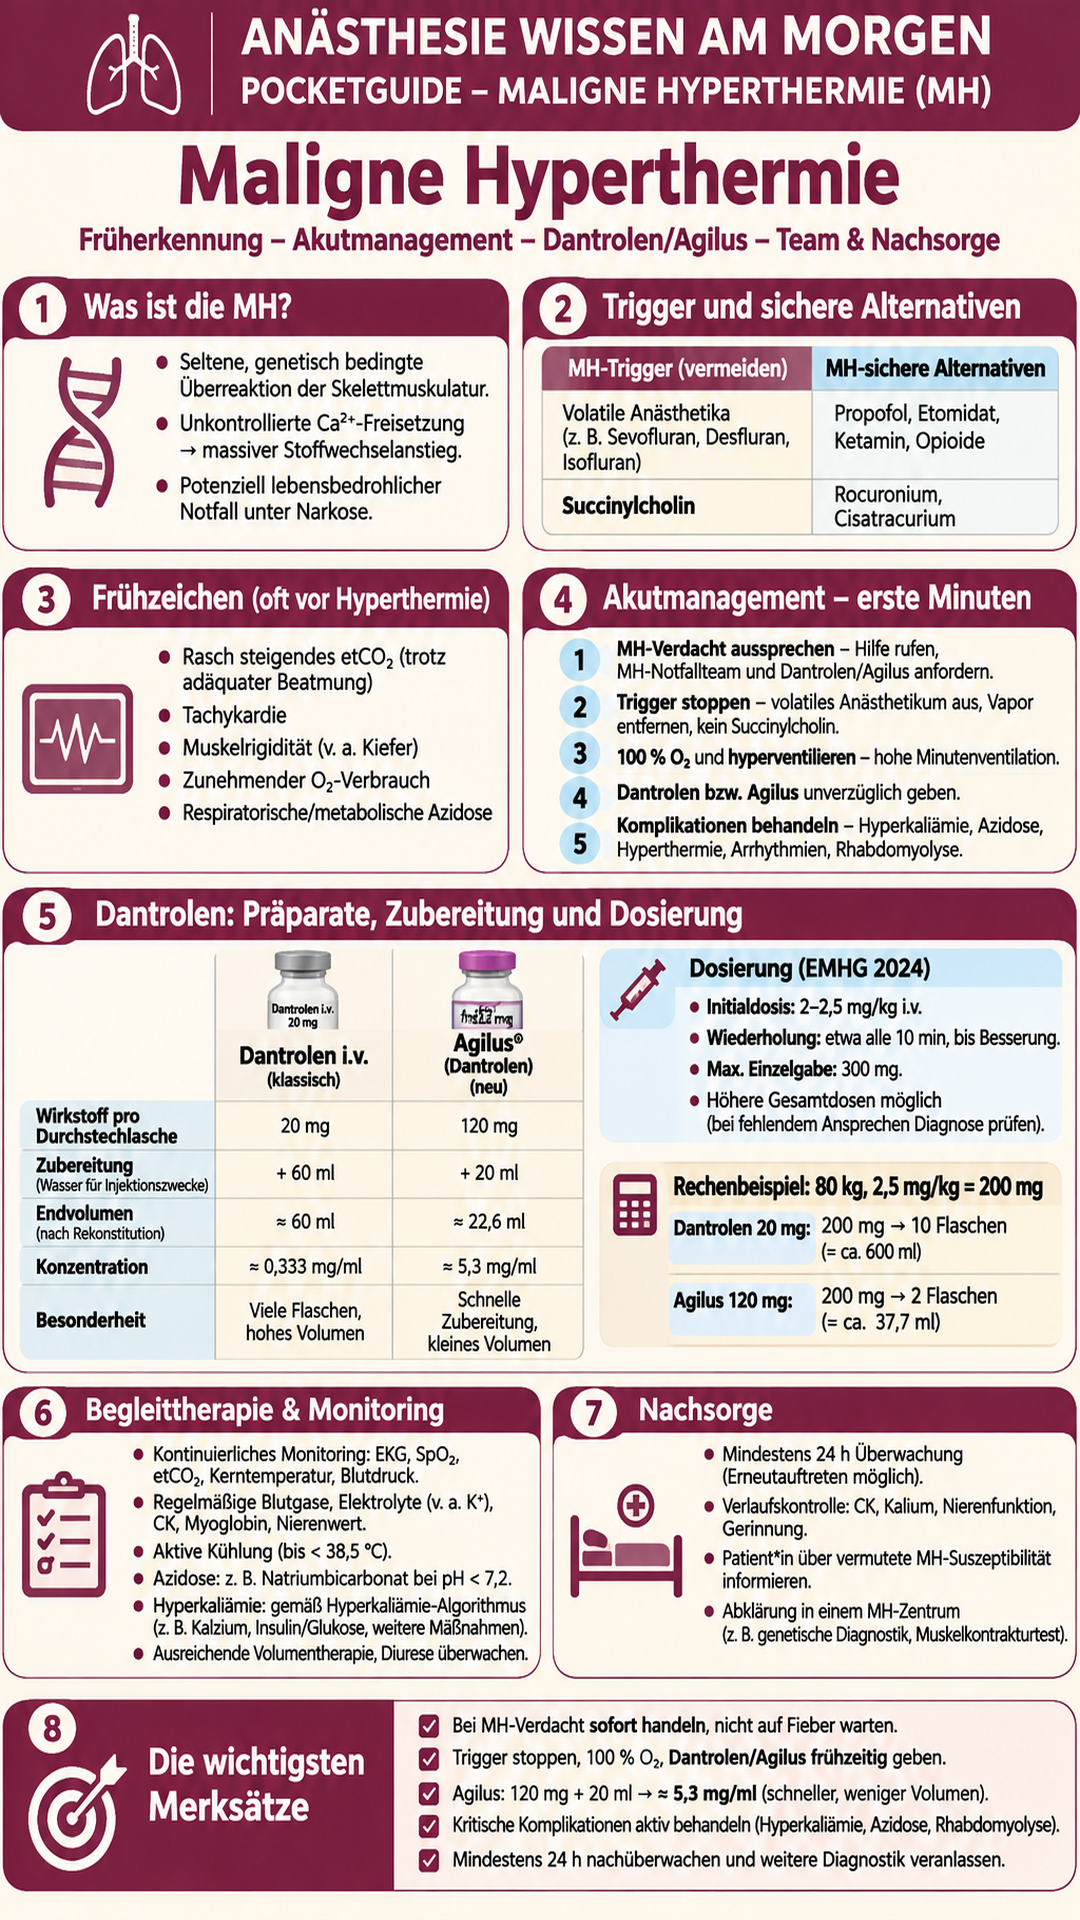 ANÄSTHESIE WISSEN AM MORGEN
POCKETGUIDE – MALIGNE HYPERTHERMIE (MH)
Maligne Hyperthermie
Früherkennung – Akutmanagement – Dantrolen/Agilus – Team & Nachsorge
1 Was ist die MH?
• Seltene, genetisch bedingte
Überreaktion der Skelettmuskulatur.
• Unkontrollierte Ca²⁺-Freisetzung
→ massiver Stoffwechselanstieg.
• Potenziell lebensbedrohlicher
Notfall unter Narkose.
2 Trigger und sichere Alternativen
MH-Trigger (vermeiden)
MH-sichere Alternativen
Volatile Anästhetika
(z. B. Sevofluran, Desfluran,
Isofluran)
Propofol, Etomidat,
Ketamin, Opioide
Succinylcholin
Rocuronium,
Cisatracurium
3 Frühzeichen (oft vor Hyperthermie)
• Rasch steigendes etCO₂ (trotz
adäquater Beatmung)
• Tachykardie
• Muskelrigidität (v. a. Kiefer)
• Zunehmender O₂-Verbrauch
• Respiratorische/metabolische Azidose
4 Akutmanagement – erste Minuten
1 MH-Verdacht aussprechen – Hilfe rufen,
MH-Notfallteam und Dantrolen/Agilus anfordern.
2 Trigger stoppen – volatiles Anästhetikum aus, Vapor
entfernen, kein Succinylcholin.
3 100 % O₂ und hyperventilieren – hohe Minutenventilation.
4 Dantrolen bzw. Agilus unverzüglich geben.
5 Komplikationen behandeln – Hyperkaliämie, Azidose,
Hyperthermie, Arrhythmien, Rhabdomyolyse.
5 Dantrolen: Präparate, Zubereitung und Dosierung
Dantrolen i.v.
20 mg
Dantrolen i.v.
(klassisch)
Agilus®
(Dantrolen)
(neu)
Wirkstoff pro
Durchstechlasche
20 mg
120 mg
Zubereitung
(Wasser für Injektionszwecke)
+ 60 ml
+ 20 ml
Endvolumen
(nach Rekonstitution)
≈ 60 ml
≈ 22,6 ml
Konzentration
≈ 0,333 mg/ml
≈ 5,3 mg/ml
Besonderheit
Viele Flaschen,
hohes Volumen
Schnelle
Zubereitung,
kleines Volumen
Dosierung (EMHG 2024)
• Initialdosis: 2–2,5 mg/kg i.v.
• Wiederholung: etwa alle 10 min, bis Besserung.
• Max. Einzelgabe: 300 mg.
• Höhere Gesamtdosen möglich
(bei fehlendem Ansprechen Diagnose prüfen).
Rechenbeispiel: 80 kg, 2,5 mg/kg = 200 mg
Dantrolen 20 mg: 200 mg → 10 Flaschen
(= ca. 600 ml)
Agilus 120 mg: 200 mg → 2 Flaschen
(= ca. 37,7 ml)
6 Begleittherapie & Monitoring
• Kontinuierliches Monitoring: EKG, SpO₂,
etCO₂, Kerntemperatur, Blutdruck.
• Regelmäßige Blutgase, Elektrolyte (v. a. K⁺),
CK, Myoglobin, Nierenwert.
• Aktive Kühlung (bis < 38,5 °C).
• Azidose: z. B. Natriumbicarbonat bei pH < 7,2.
• Hyperkaliämie: gemäß Hyperkaliämie-Algorithmus
(z. B. Kalzium, Insulin/Glukose, weitere Maßnahmen).
• Ausreichende Volumentherapie, Diurese überwachen.
7 Nachsorge
• Mindestens 24 h Überwachung
(Erneutauftreten möglich).
• Verlaufskontrolle: CK, Kalium, Nierenfunktion,
Gerinnung.
• Patient*in über vermutete MH-Suszeptibilität
informieren.
• Abklärung in einem MH-Zentrum
(z. B. genetische Diagnostik, Muskelkontrakturtest).
8 Die wichtigsten
Merksätze
Bei MH-Verdacht sofort handeln, nicht auf Fieber warten.
Trigger stoppen, 100 % O₂, Dantrolen/Agilus frühzeitig geben.
Agilus: 120 mg + 20 ml → ≈ 5,3 mg/ml (schneller, weniger Volumen).
Kritische Komplikationen aktiv behandeln (Hyperkaliämie, Azidose, Rhabdomyolyse).
Mindestens 24 h nachüberwachen und weitere Diagnostik veranlassen.